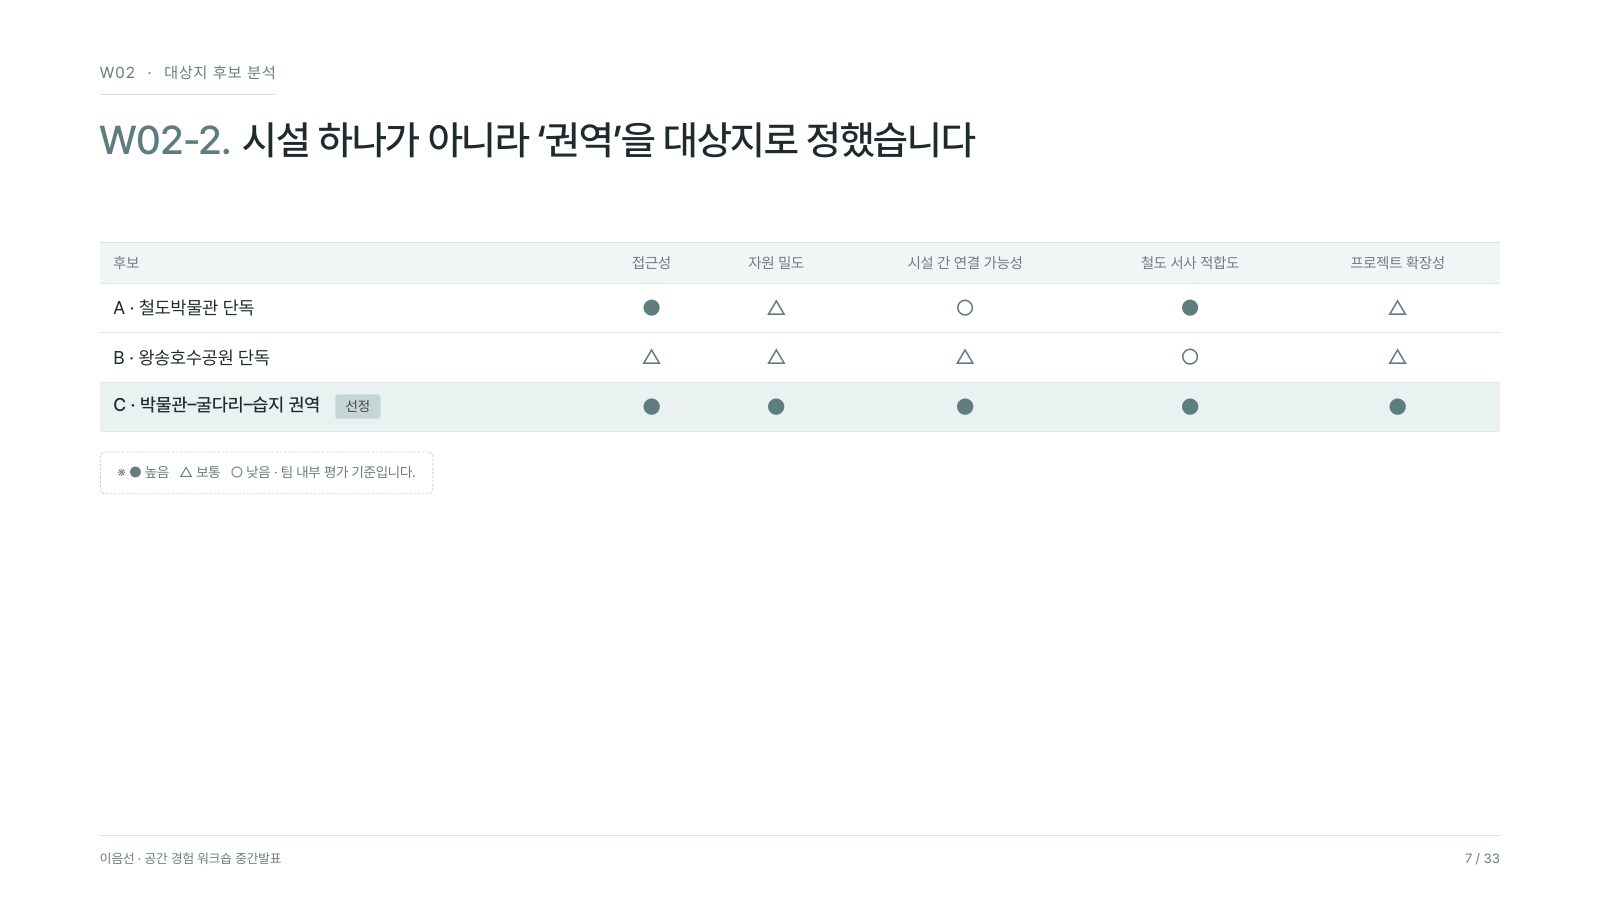 W02 · 대상지 후보 분석
W02-2. 시설 하나가 아니라 ‘권역’을 대상지로 정했습니다
후보 접근성 자원 밀도 시설 간 연결 가능성 철도 서사 적합도 프로젝트 확장성
A · 철도박물관 단독 ● △ ○ ● △
B · 왕송호수공원 단독 △ △ △ ○ △
C · 박물관–굴다리–습지 권역 선정 ● ● ● ● ●
※ ● 높음 △ 보통 ○ 낮음 · 팀 내부 평가 기준입니다.
이음선 · 공간 경험 워크숍 중간발표
7 / 33